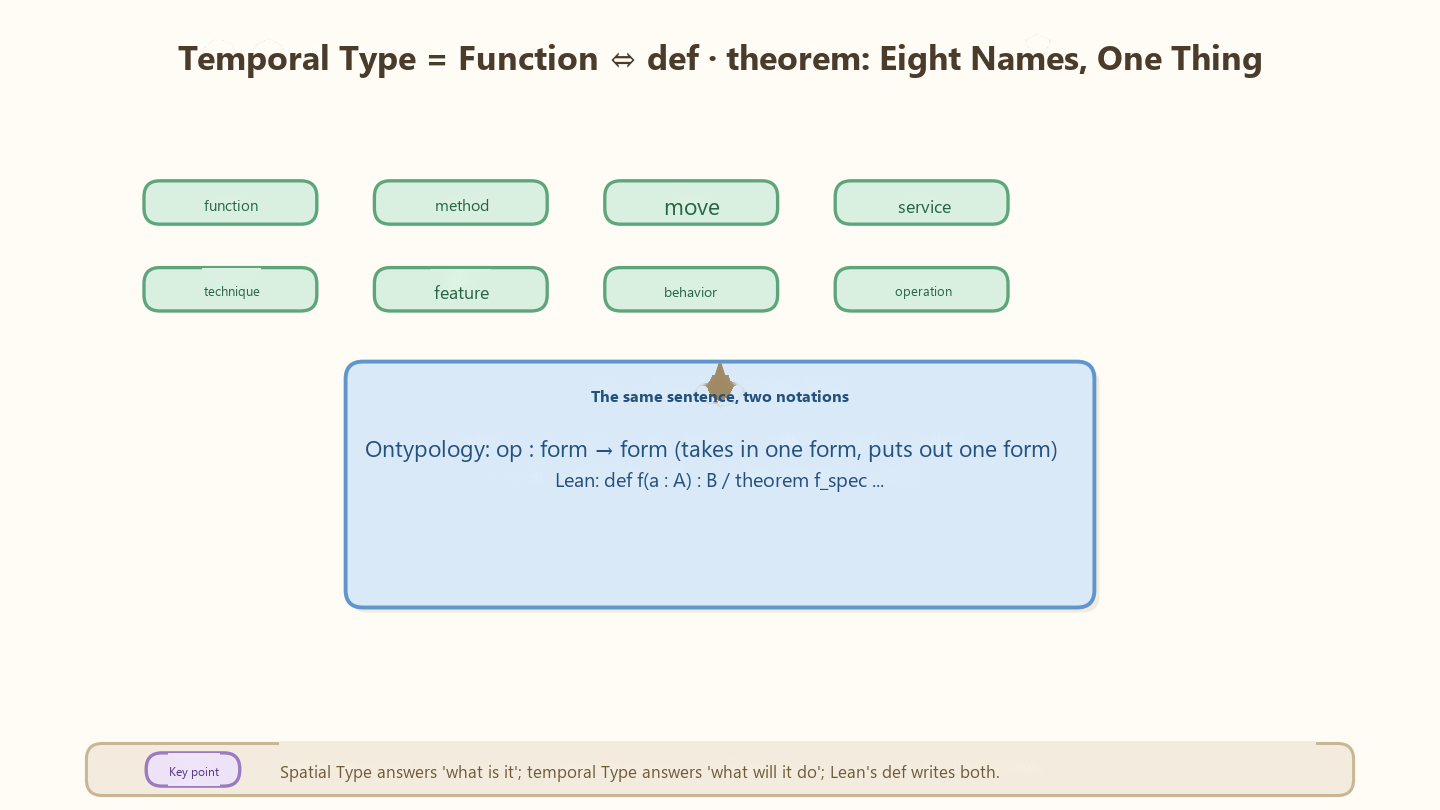 Temporal Type = Function ⇔ def · theorem: Eight Names, One Thing
function
method
move
service
technique
feature
behavior
operation
The same sentence, two notations
Ontypology: op : form → form (takes in one form, puts out one form)
Lean: def f(a : A) : B / theorem f_spec ...
Key point
Spatial Type answers 'what is it'; temporal Type answers 'what will it do'; Lean's def writes both.